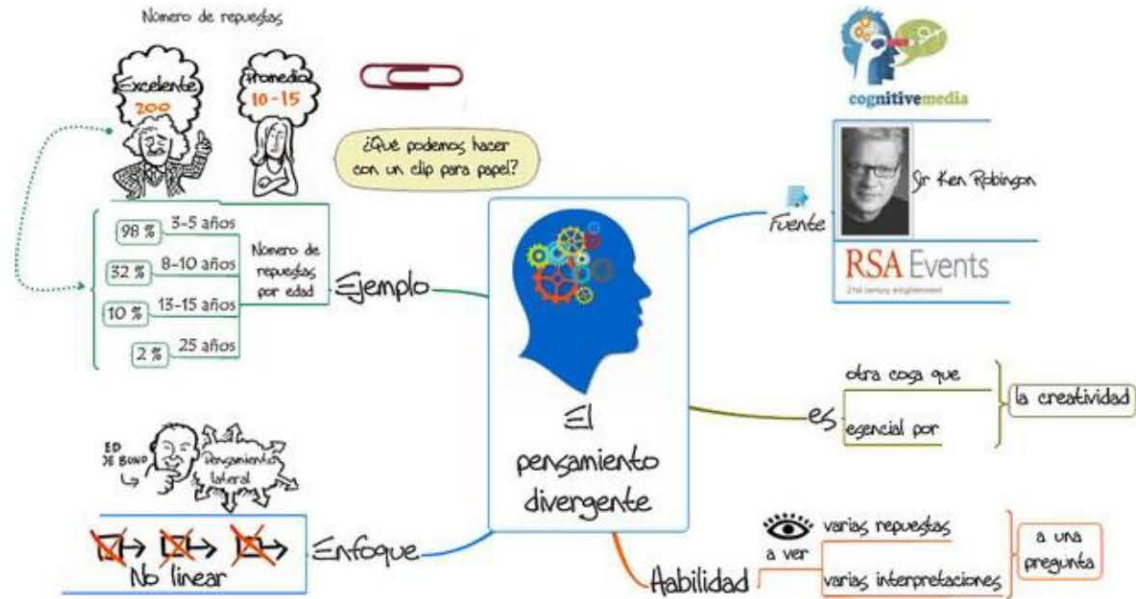 Número de repuestas
Excelente
200
Promedio
10-15
¿Qué podemos hacer
con un clip para papel?
98 %
3-5 años
32 %
8-10 años
10 %
13-15 años
2 %
25 años
Número de
repuestas
por edad
Ejemplo
ED
DE BONO
Pensamiento
lateral
No linear
Enfoque
El
pensamiento
divergente
cognitivemedia
Sir Ken Robinson
Fuente
RSA Events
21st century enlightenment
es
otra cosa que
esencial por
la creatividad
Habilidad
a ver
varias repuestas
varias interpretaciones
a una
pregunta